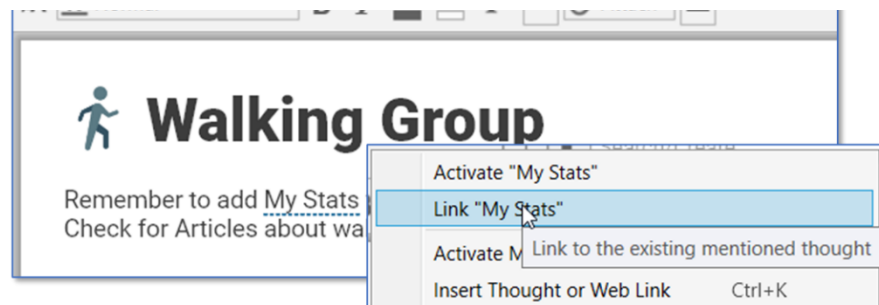 Walking Group
Remember to add My Stats
Check for Articles about wa
Activate "My Stats"
Link "My Stats"
Activate M
Link to the existing mentioned thought
Insert Thought or Web Link Ctrl+K